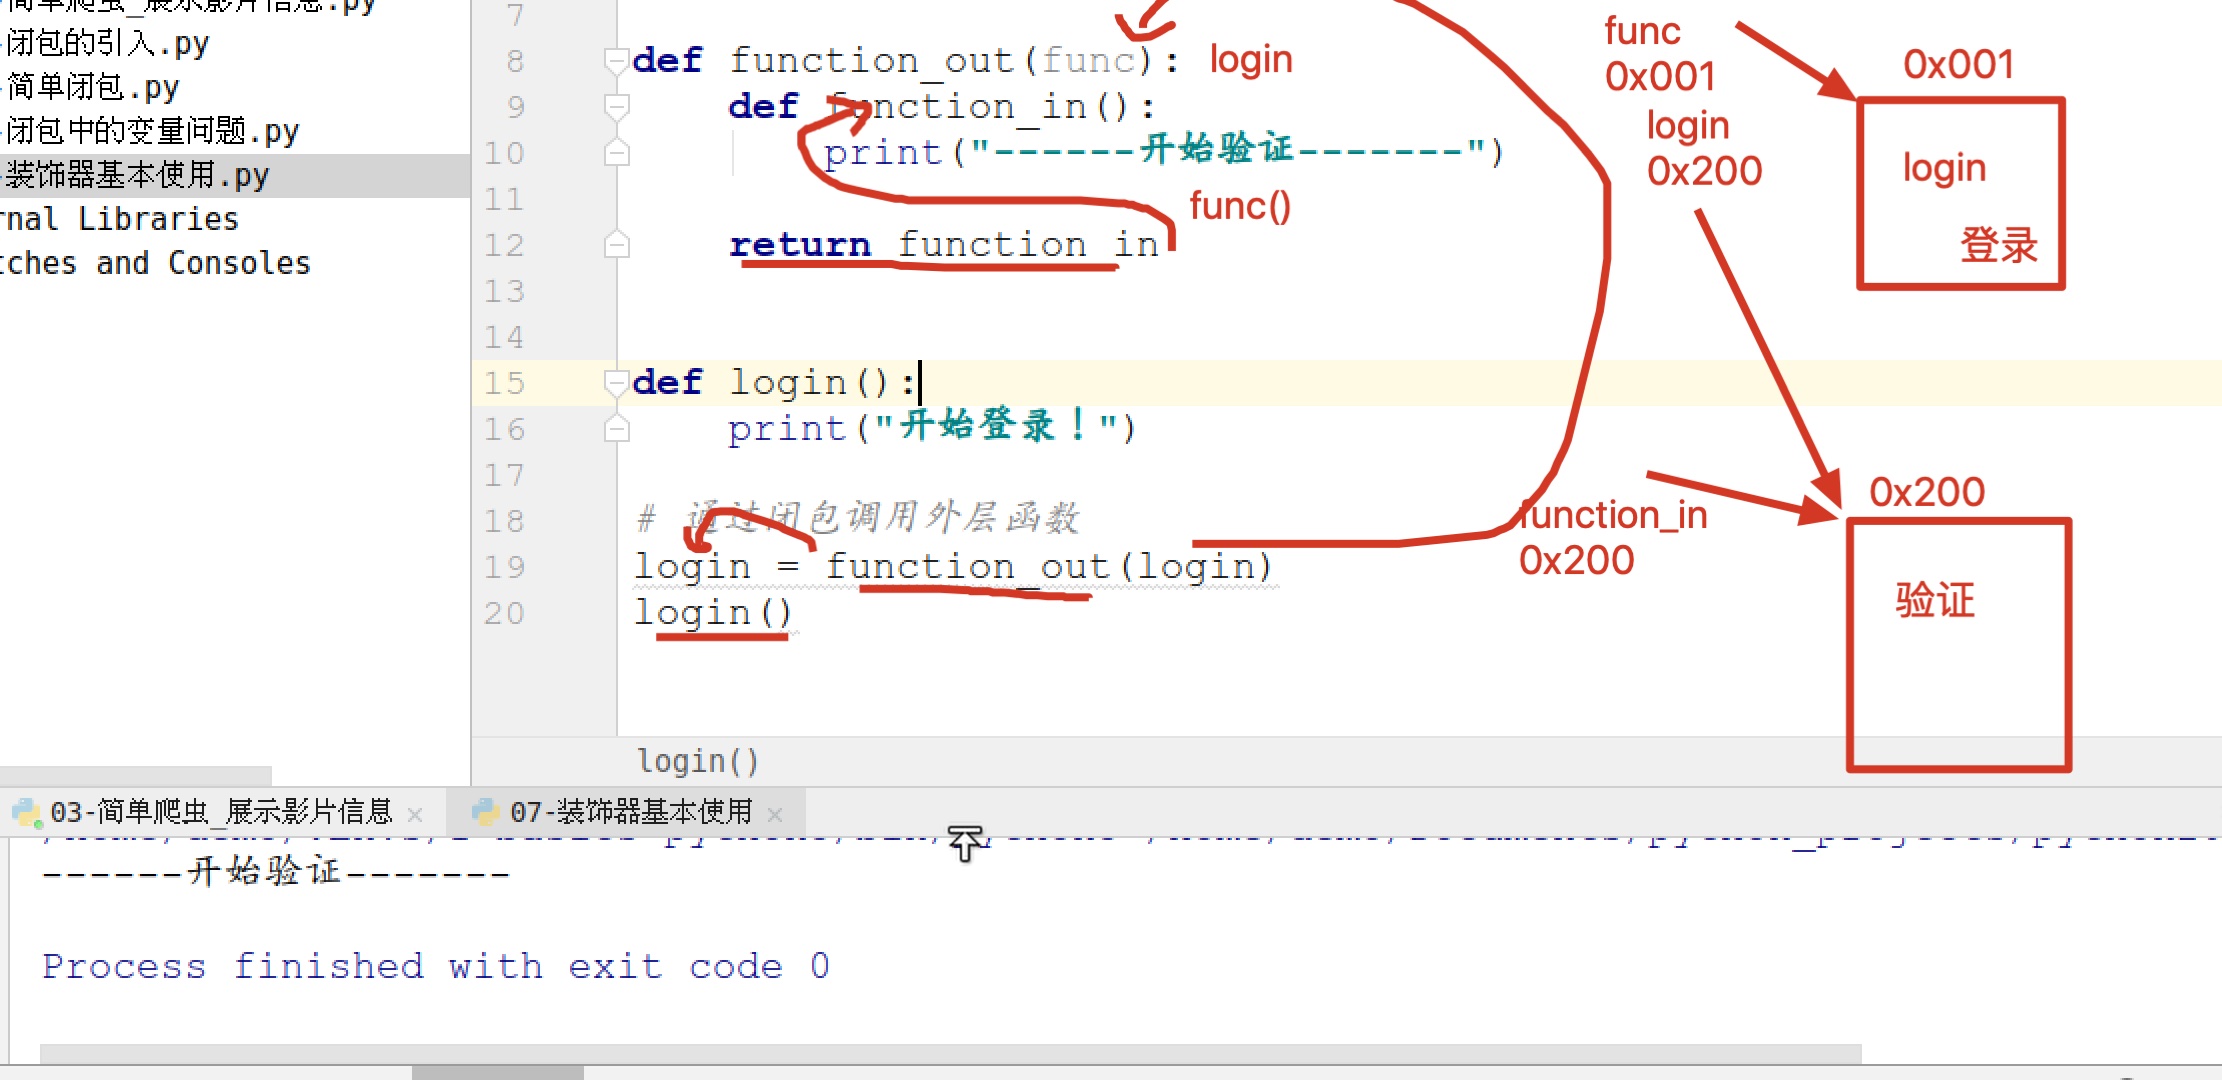 简单爬虫_展示影片信息.py
闭包的引入.py
简单闭包.py
闭包中的变量问题.py
装饰器基本使用.py
rnal Libraries
tches and Consoles
7
8 def function_out(func): login
9 def function_in():
10 print("------开始验证-------")
11 func()
12 return function_in
13
14
15 def login():
16 print("开始登录！")
17
18 # 通过闭包调用外层函数
19 login = function_out(login)
20 login()
func
0x001
login
0x200
0x001
login
登录
function_in
0x200
0x200
验证
login()
03-简单爬虫_展示影片信息
07-装饰器基本使用
------开始验证-------
Process finished with exit code 0